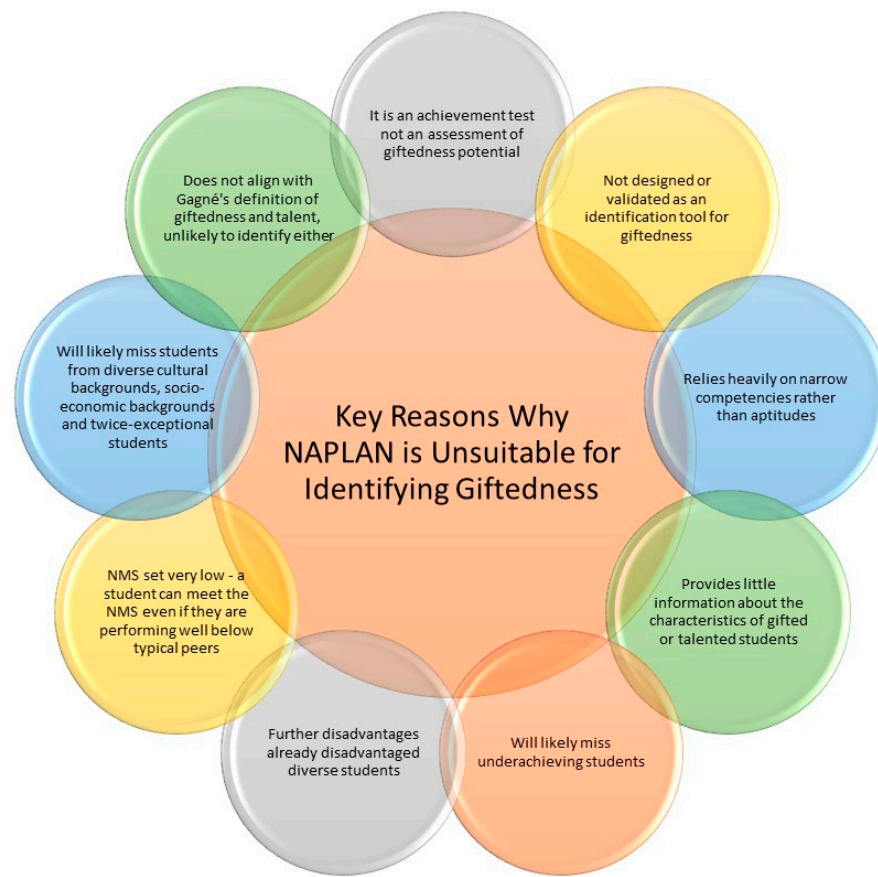 Key Reasons Why
NAPLAN is Unsuitable for
Identifying Giftedness
It is an achievement test
not an assessment of
giftedness potential
Not designed or
validated as an
identification tool for
giftedness
Relies heavily on narrow
competencies rather
than aptitudes
Provides little
information about the
characteristics of gifted
or talented students
Will likely miss
underachieving students
Further disadvantages
already disadvantaged
diverse students
NMS set very low - a
student can meet the
NMS even if they are
performing well below
typical peers
Will likely miss students
from diverse cultural
backgrounds, socio-
economic backgrounds
and twice-exceptional
students
Does not align with
Gagné's definition of
giftedness and talent,
unlikely to identify either